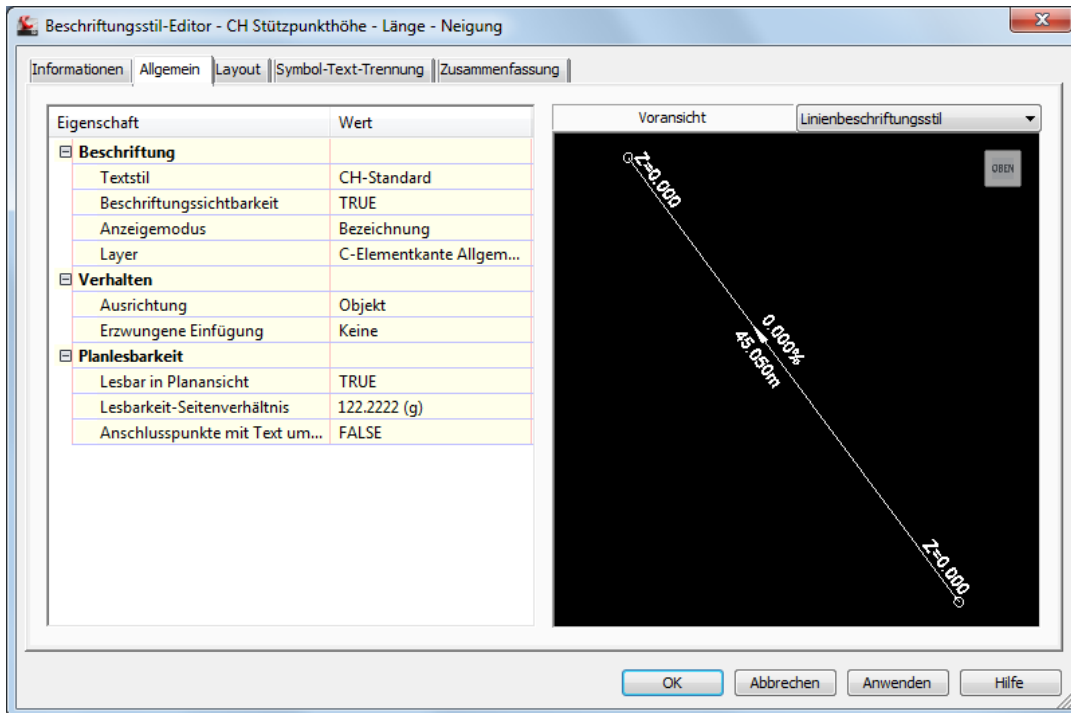 Beschriftungsstil-Editor - CH Stützpunkthöhe - Länge - Neigung
Informationen Allgemein Layout Symbol-Text-Trennung Zusammenfassung
Eigenschaft Wert
Beschriftung
Textstil CH-Standard
Beschriftungssichtbarkeit TRUE
Anzeigemodus Bezeichnung
Layer C-Elementkante Allgem...
Verhalten
Ausrichtung Objekt
Erzwungene Einfügung Keine
Planlesbarkeit
Lesbar in Planansicht TRUE
Lesbarkeit-Seitenverhältnis 122.2222 (g)
Anschlusspunkte mit Text um... FALSE
Voransicht Linienbeschriftungsstil
OBEN
Z=0.000
0.000%
45.050m
Z=0.000
OK Abbrechen Anwenden Hilfe